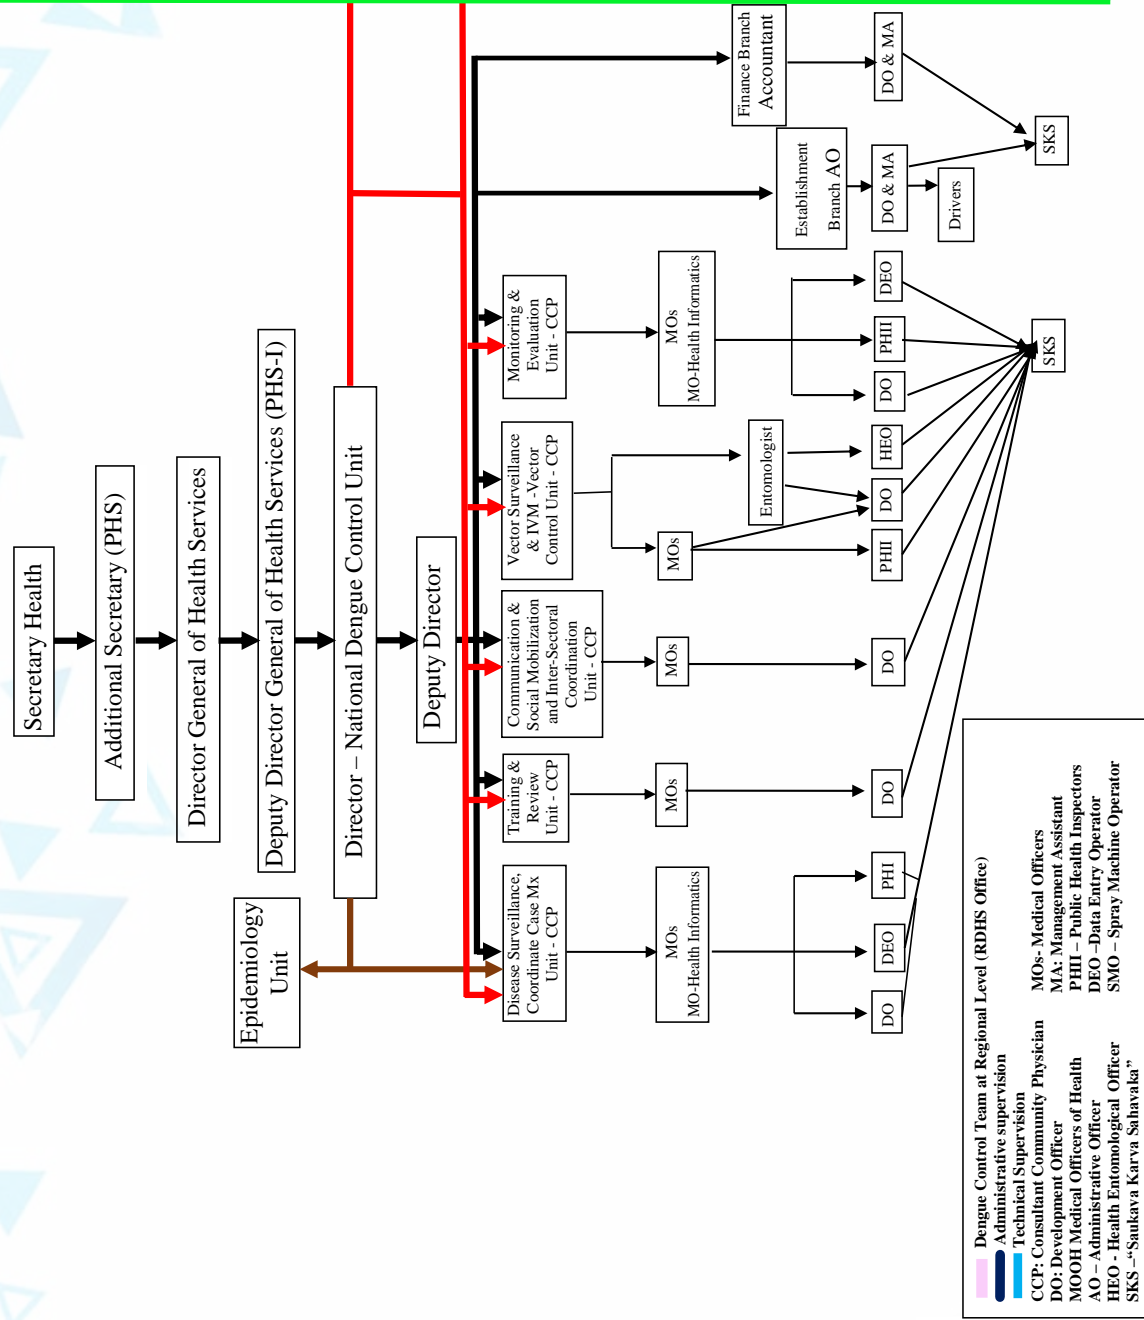 Secretary Health
Additional Secretary (PHS)
Director General of Health Services
Deputy Director General of Health Services (PHS-I)
Epidemiology
Unit
Director – National Dengue Control Unit
Deputy Director
Disease Surveillance,
Coordinate Case Mx
Unit - CCP
Training &
Review
Unit - CCP
Communication &
Social Mobilization
and Inter-Sectoral
Coordination
Unit - CCP
Vector Surveillance
& IVM -Vector
Control Unit - CCP
Monitoring &
Evaluation
Unit - CCP
Establishment
Branch AO
Finance Branch
Accountant
MOs
MO-Health Informatics
MOs
MOs
MOs
Entomologist
MOs
MO-Health Informatics
DO
DEO
PHI
DO
DO
PHII
DO
HEO
DO
PHII
DEO
DO & MA
DO & MA
Drivers
SKS
SKS
Dengue Control Team at Regional Level (RDHS Office)
Administrative supervision
Technical Supervision
CCP: Consultant Community Physician
DO: Development Officer
MOOH Medical Officers of Health
AO – Administrative Officer
HEO - Health Entomological Officer
SKS –“Saukava Karva Sahavaka”
MOs- Medical Officers
MA: Management Assistant
PHII – Public Health Inspectors
DEO –Data Entry Operator
SMO – Spray Machine Operator